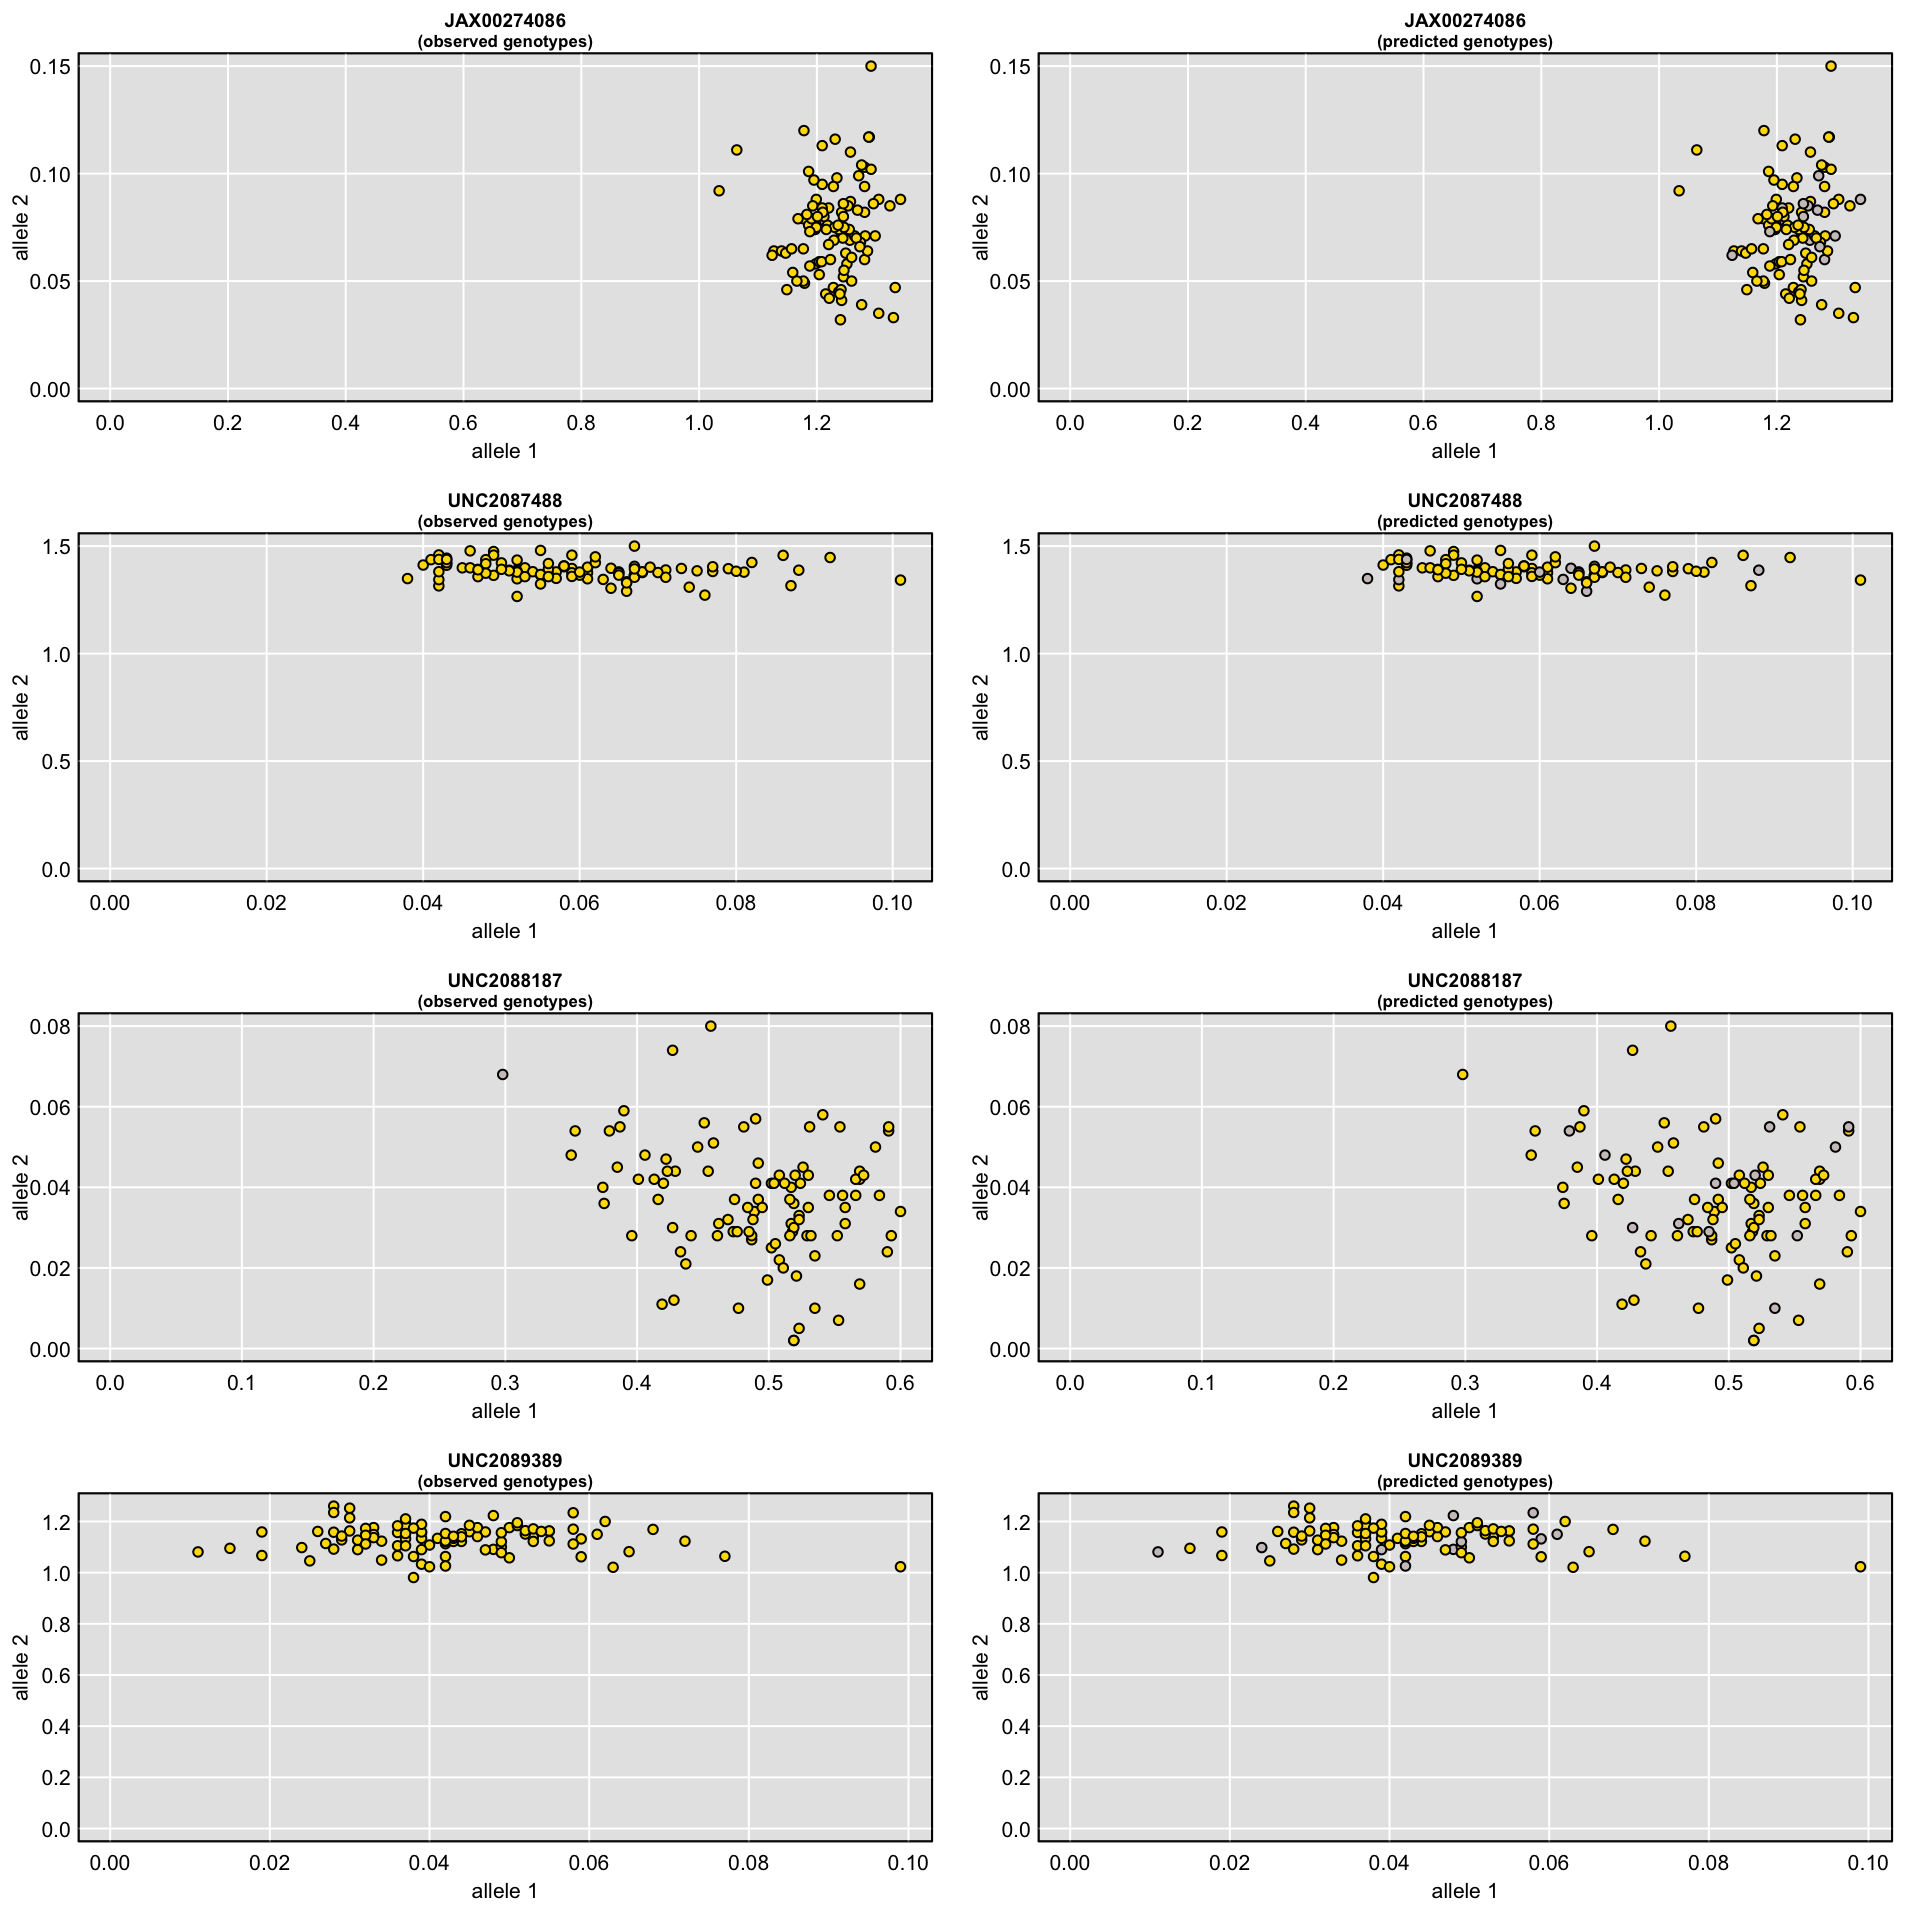 JAX00274086
(observed genotypes)
0.15
0.10
0.05
0.00
allele 2
0.0 0.2 0.4 0.6 0.8 1.0 1.2
allele 1
JAX00274086
(predicted genotypes)
0.15
0.10
0.05
0.00
allele 2
0.0 0.2 0.4 0.6 0.8 1.0 1.2
allele 1
UNC2087488
(observed genotypes)
1.5
1.0
0.5
0.0
allele 2
0.00 0.02 0.04 0.06 0.08 0.10
allele 1
UNC2087488
(predicted genotypes)
1.5
1.0
0.5
0.0
allele 2
0.00 0.02 0.04 0.06 0.08 0.10
allele 1
UNC2088187
(observed genotypes)
0.08
0.06
0.04
0.02
0.00
allele 2
0.0 0.1 0.2 0.3 0.4 0.5 0.6
allele 1
UNC2088187
(predicted genotypes)
0.08
0.06
0.04
0.02
0.00
allele 2
0.0 0.1 0.2 0.3 0.4 0.5 0.6
allele 1
UNC2089389
(observed genotypes)
1.2
1.0
0.8
0.6
0.4
0.2
0.0
allele 2
0.00 0.02 0.04 0.06 0.08 0.10
allele 1
UNC2089389
(predicted genotypes)
1.2
1.0
0.8
0.6
0.4
0.2
0.0
allele 2
0.00 0.02 0.04 0.06 0.08 0.10
allele 1